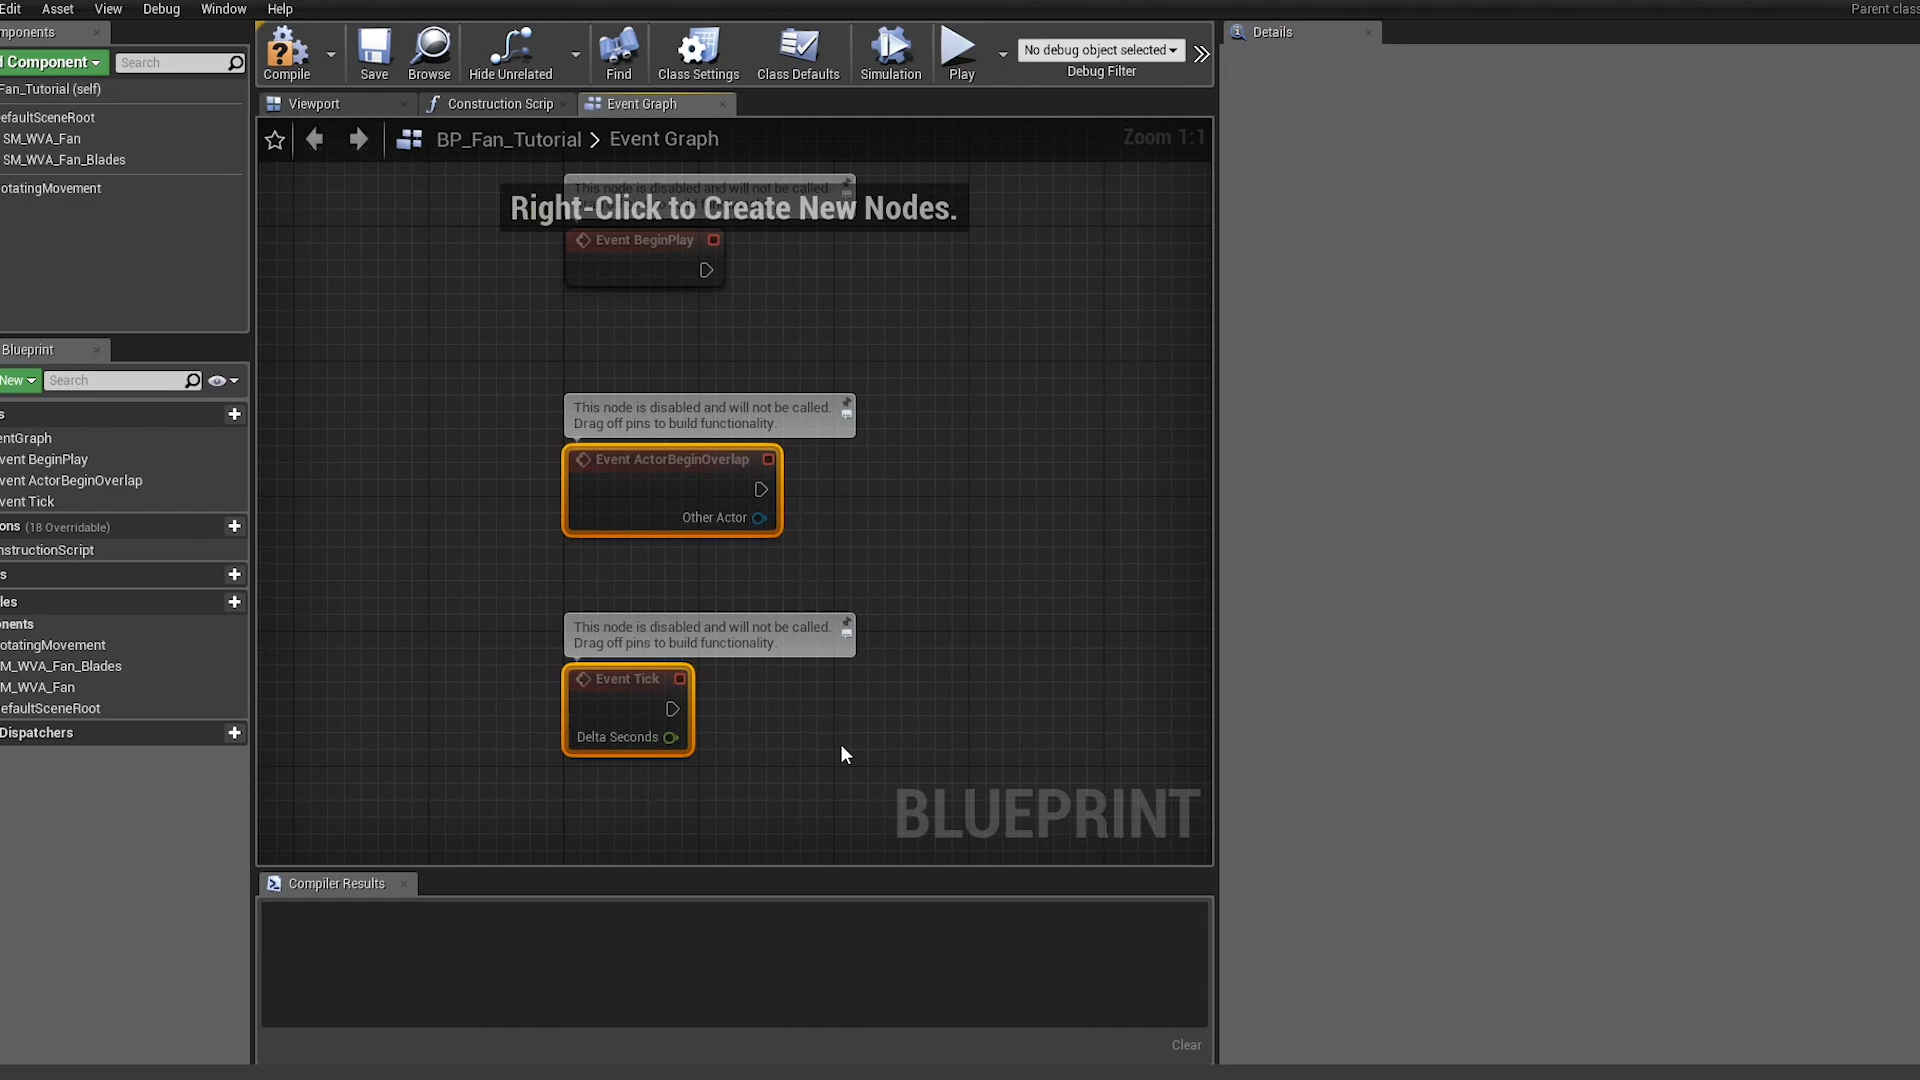 Edit Asset View Debug Window Help
Parent class
mponents
d Component Search
Fan_Tutorial (self)
efaultSceneRoot
SM_WVA_Fan
SM_WVA_Fan_Blades
otatingMovement
Compile Save Browse Hide Unrelated Find Class Settings Class Defaults Simulation Play
No debug object selected
Debug Filter
Details
Viewport Construction Scrip Event Graph
BP_Fan_Tutorial > Event Graph
Zoom 1:1
This node is disabled and will not be called.
Right-Click to Create New Nodes.
Event BeginPlay
This node is disabled and will not be called.
Drag off pins to build functionality.
Event ActorBeginOverlap
Other Actor
This node is disabled and will not be called.
Drag off pins to build functionality.
Event Tick
Delta Seconds
BLUEPRINT
Blueprint
New Search
s
entGraph
vent BeginPlay
vent ActorBeginOverlap
vent Tick
ons (18 Overridable)
nstructionScript
s
les
onents
otatingMovement
M_WVA_Fan_Blades
M_WVA_Fan
efaultSceneRoot
Dispatchers
Compiler Results
Clear